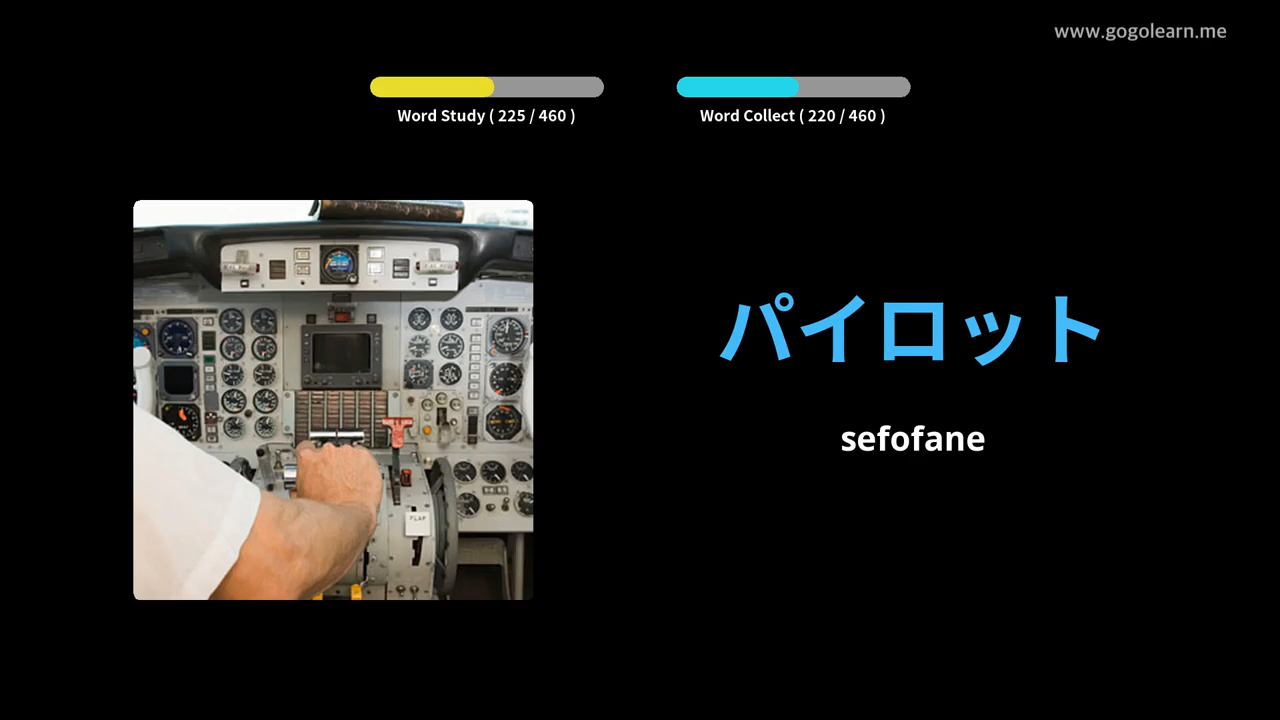 www.gogolearn.me
Word Study ( 225 / 460 )
Word Collect ( 220 / 460 )
パイロット
sefofane
FLAP